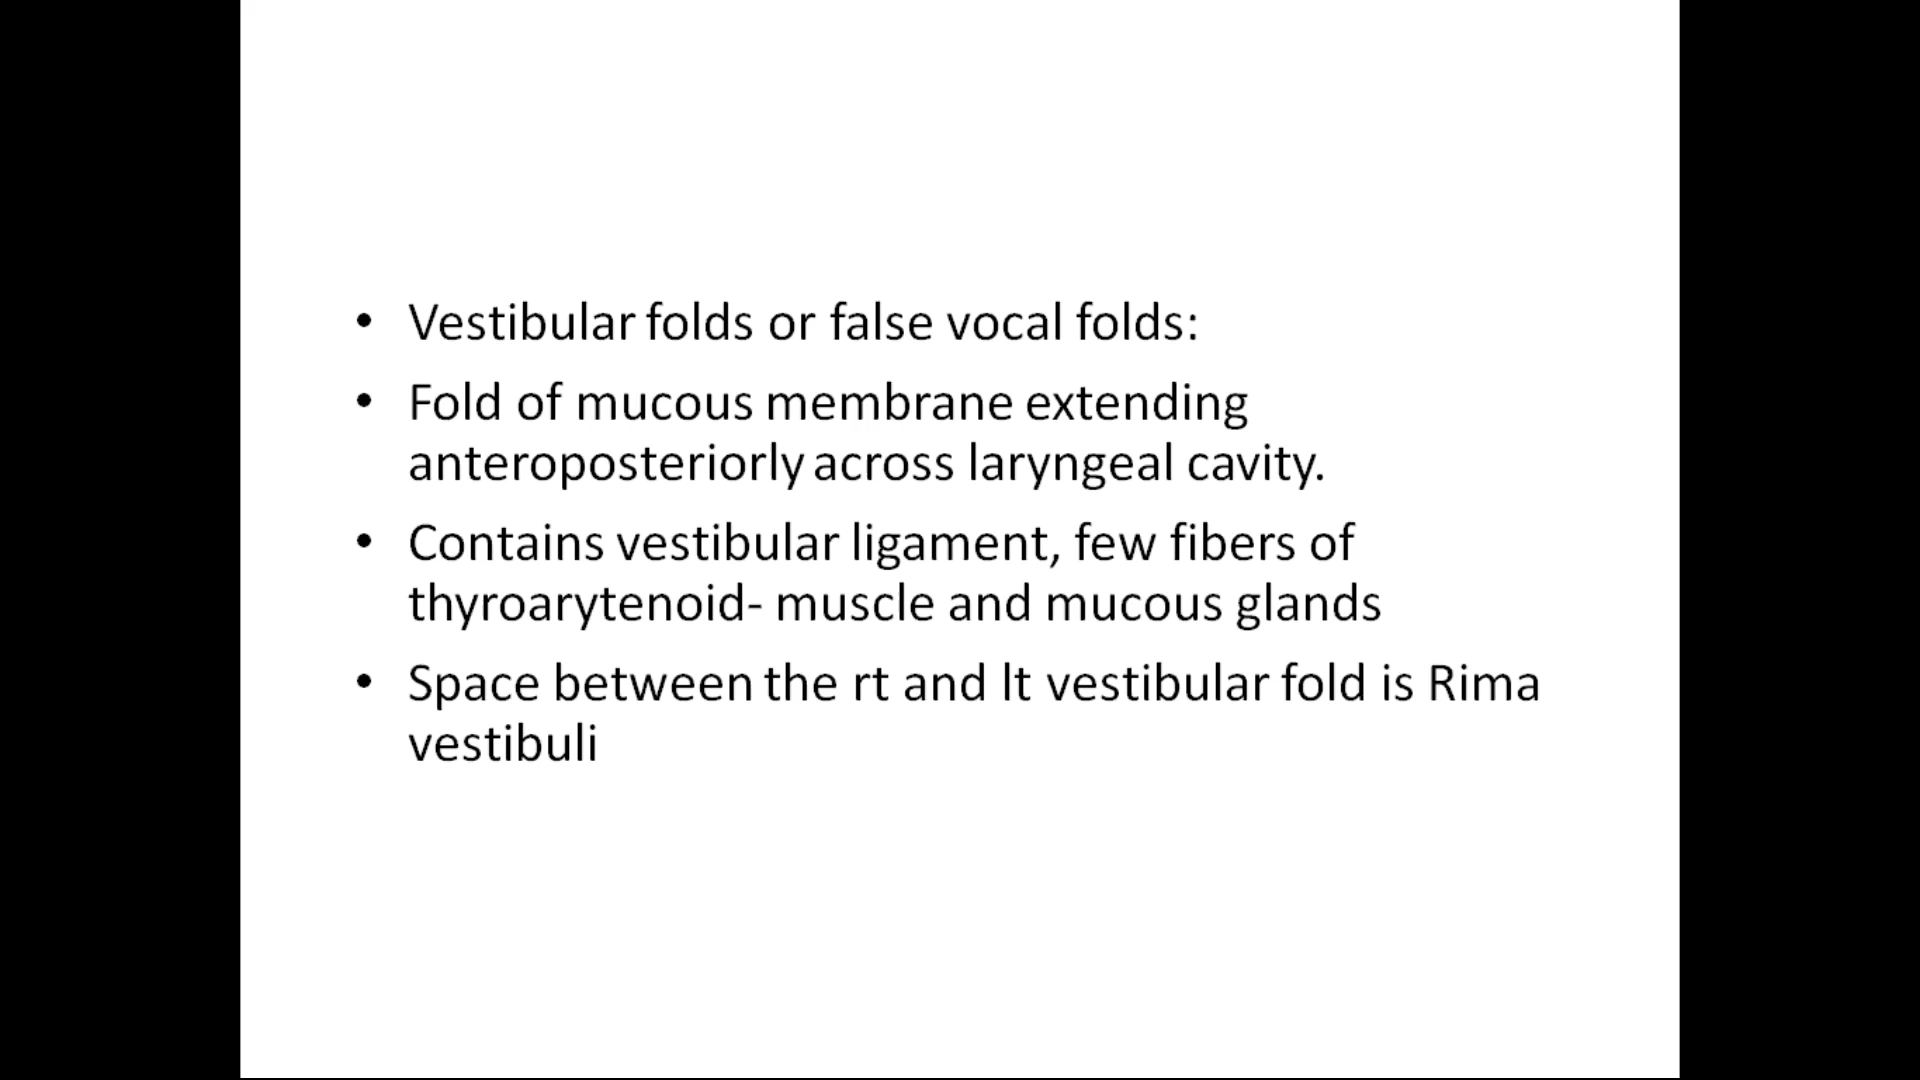 • Vestibular folds or false vocal folds:
• Fold of mucous membrane extending
anteroposteriorly across laryngeal cavity.
• Contains vestibular ligament, few fibers of
thyroarytenoid- muscle and mucous glands
• Space between the rt and lt vestibular fold is Rima
vestibuli